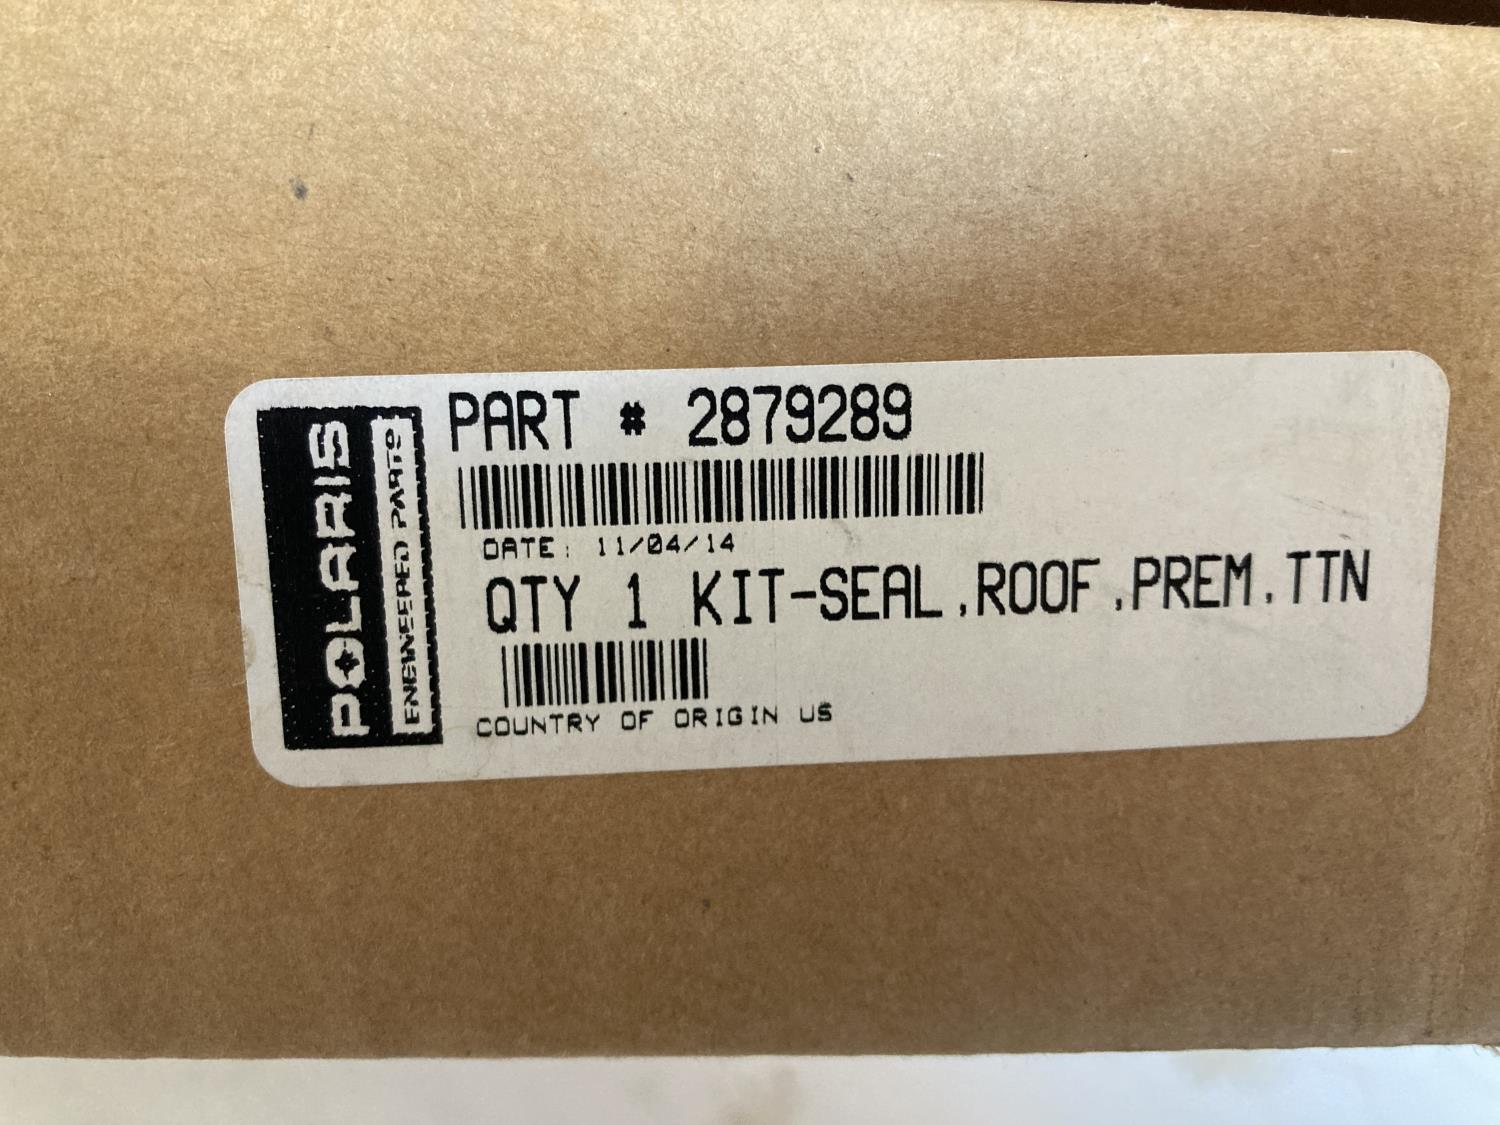 POLARIS
ENGINEERED PARTS
PART # 2879289
DATE: 11/04/14
QTY 1 KIT-SEAL,ROOF,PREM,TTN
COUNTRY OF ORIGIN US